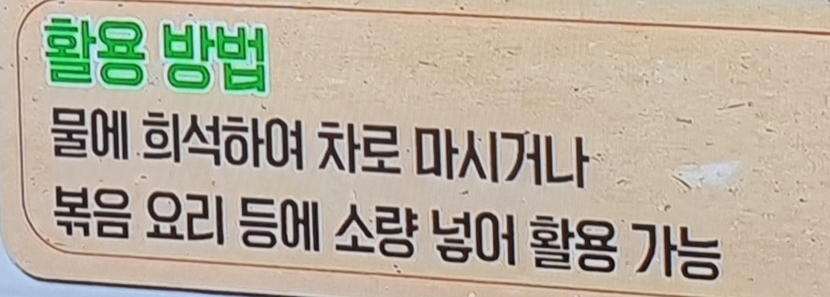 활용 방법
물에 희석하여 차로 마시거나
볶음 요리 등에 소량 넣어 활용 가능